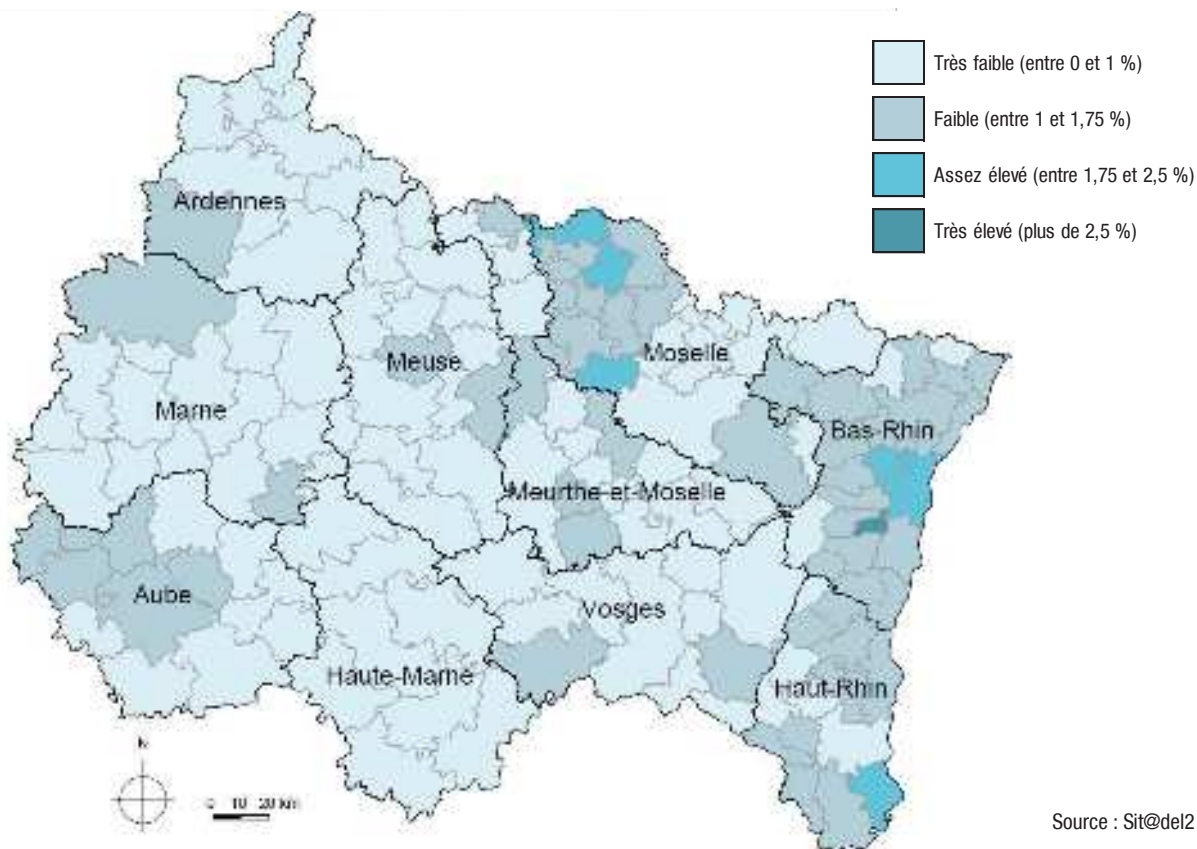 Très faible (entre 0 et 1 %)
Faible (entre 1 et 1,75 %)
Assez élevé (entre 1,75 et 2,5 %)
Très élevé (plus de 2,5 %)
Ardennes
Meuse
Moselle
Marne
Bas-Rhin
Meurthe-et-Moselle
Aube
Vosges
Haute-Marne
Haut-Rhin
N
0 10 20 km
Source : Sit@del2